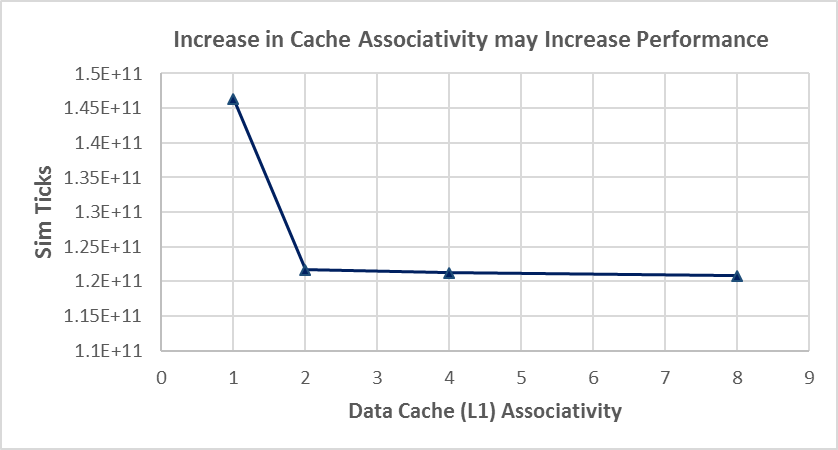 Increase in Cache Associativity may Increase Performance
1.5E+11
1.45E+11
1.4E+11
1.35E+11
1.3E+11
1.25E+11
1.2E+11
1.15E+11
1.1E+11
Sim Ticks
0 1 2 3 4 5 6 7 8 9
Data Cache (L1) Associativity